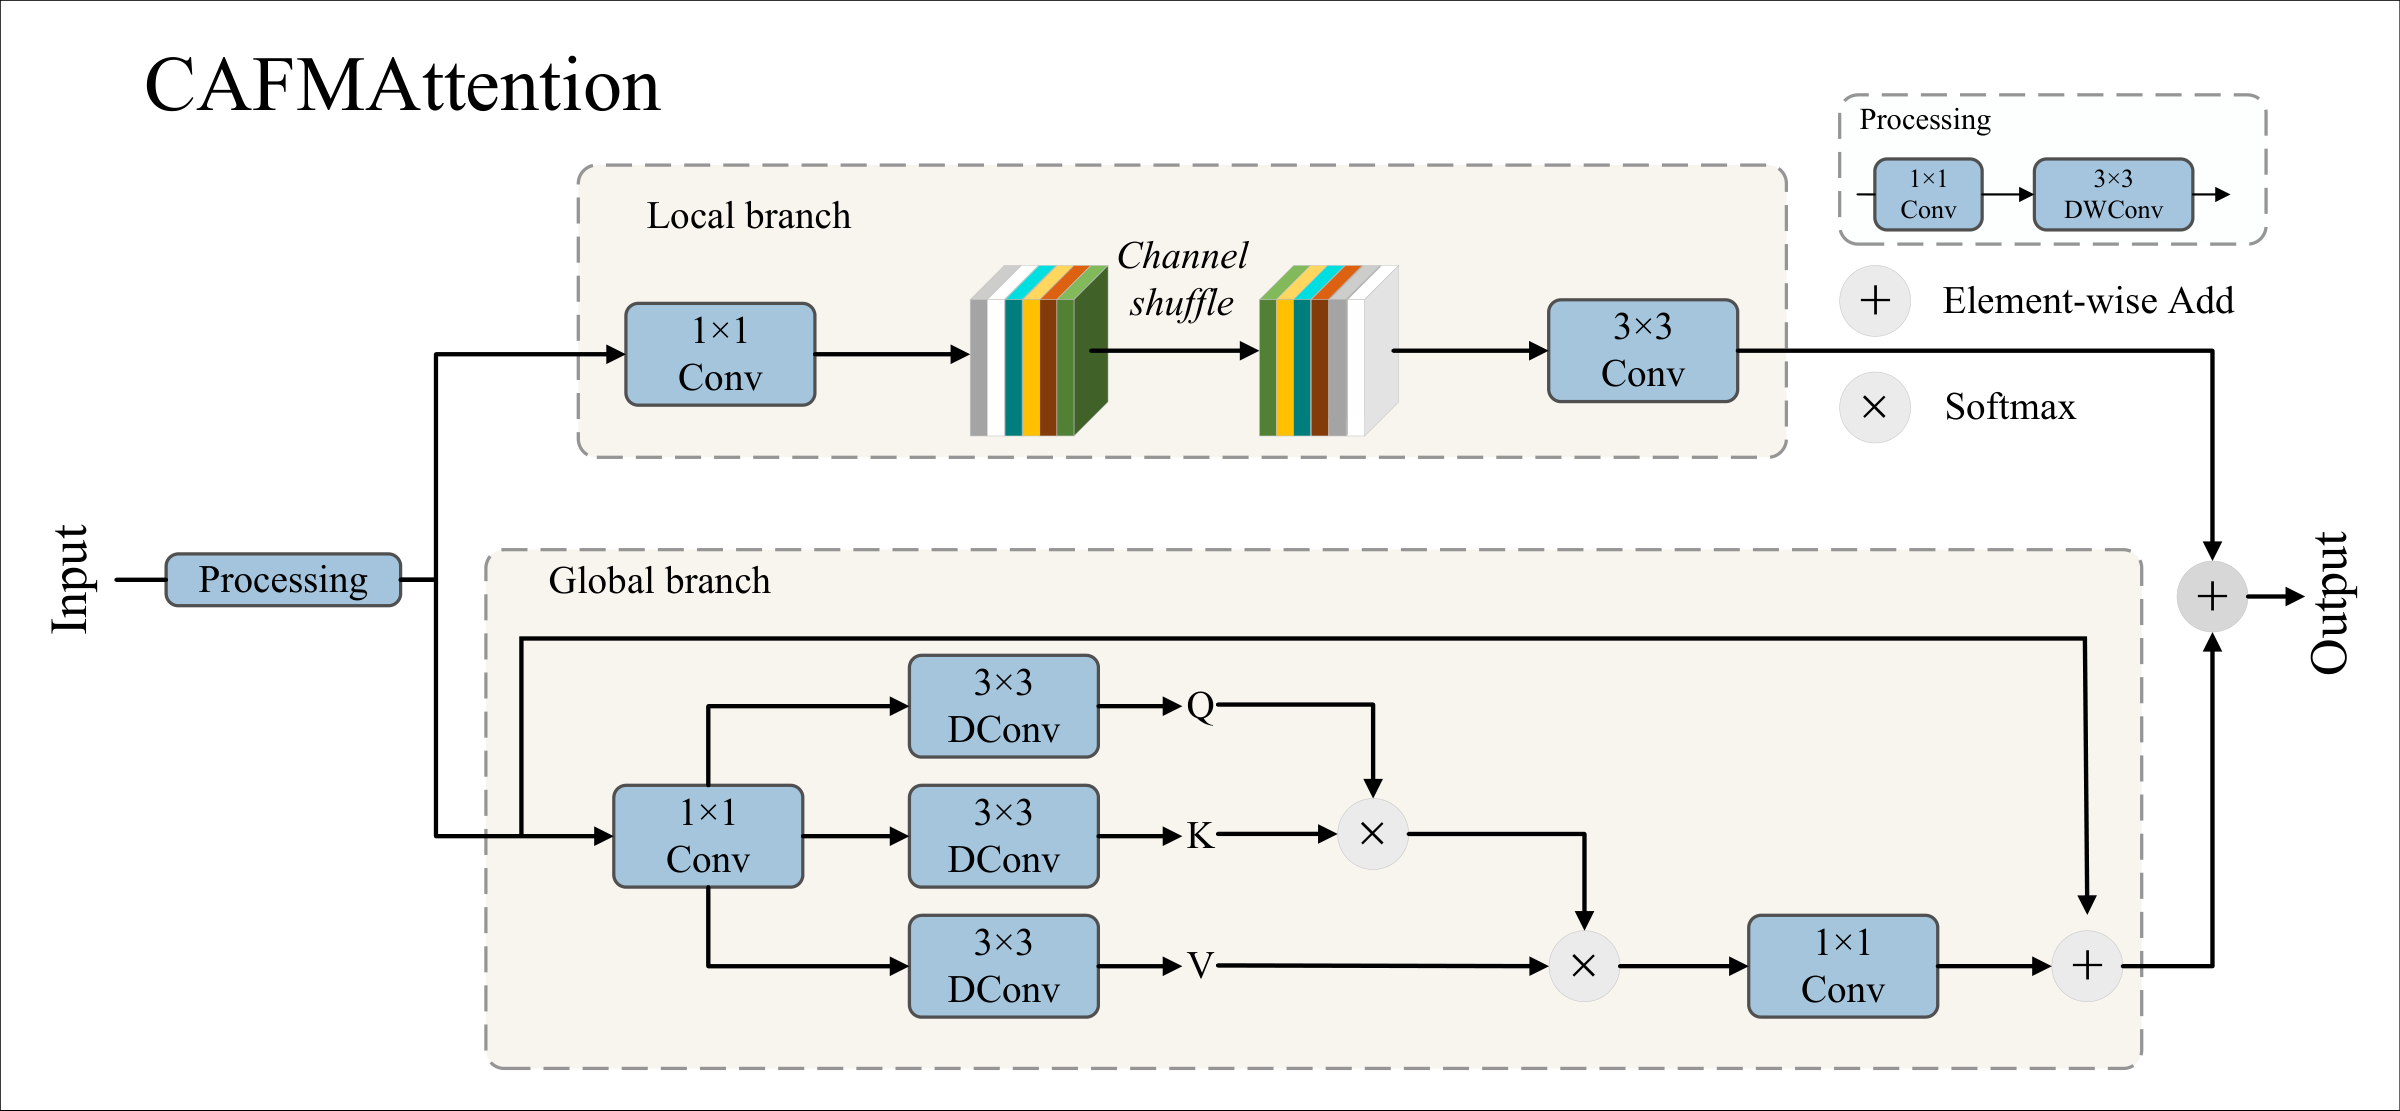 CAFMAttention
Processing
1×1
Conv
3×3
DWConv
Local branch
Channel
shuffle
1×1
Conv
3×3
Conv
+
Element-wise Add
×
Softmax
Input
Processing
Global branch
+
Output
3×3
DConv
Q
1×1
Conv
3×3
DConv
K
×
3×3
DConv
V
×
1×1
Conv
+